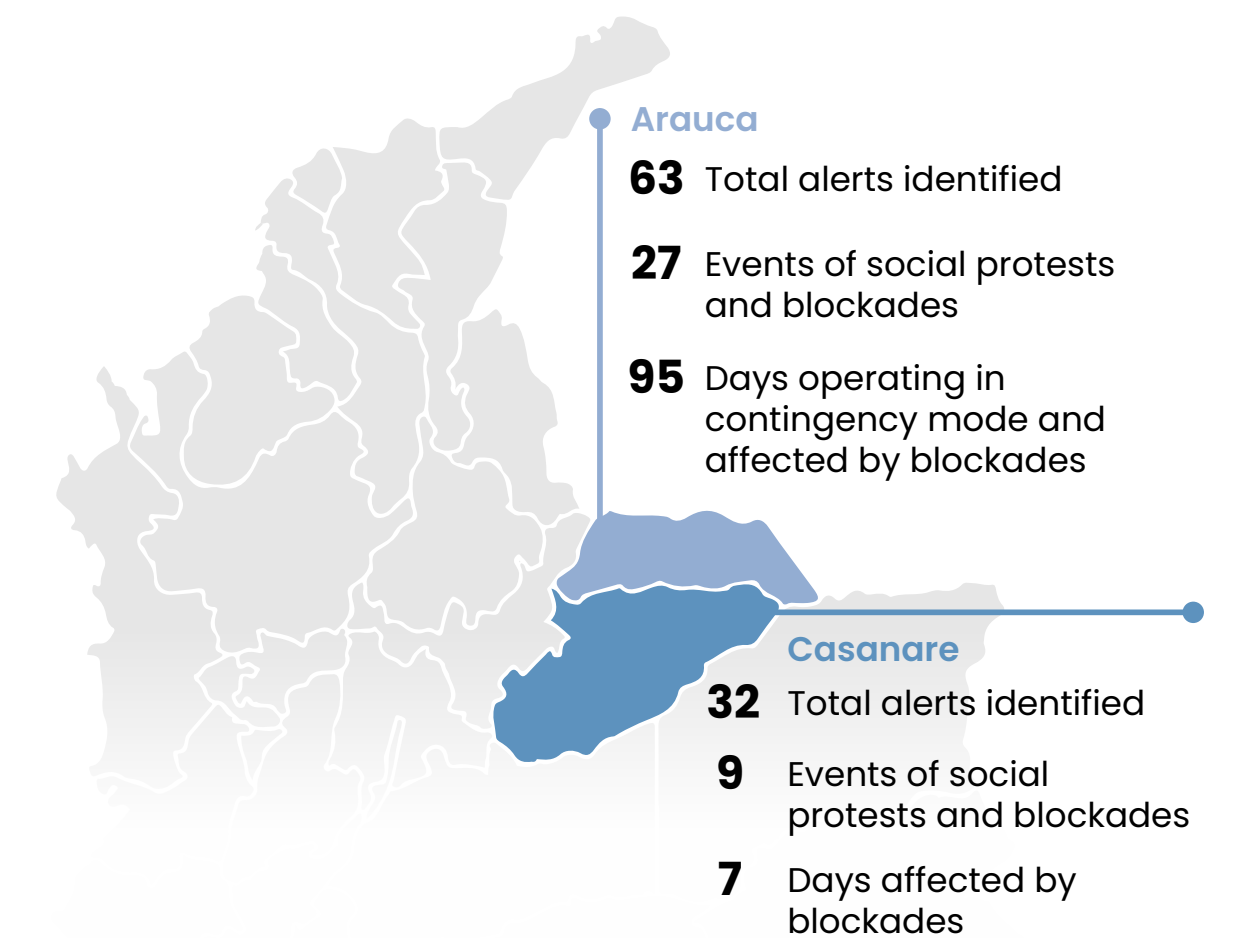 Arauca
63 Total alerts identified
27 Events of social protests
and blockades
95 Days operating in
contingency mode and
affected by blockades
Casanare
32 Total alerts identified
9 Events of social
protests and blockades
7 Days affected by
blockades